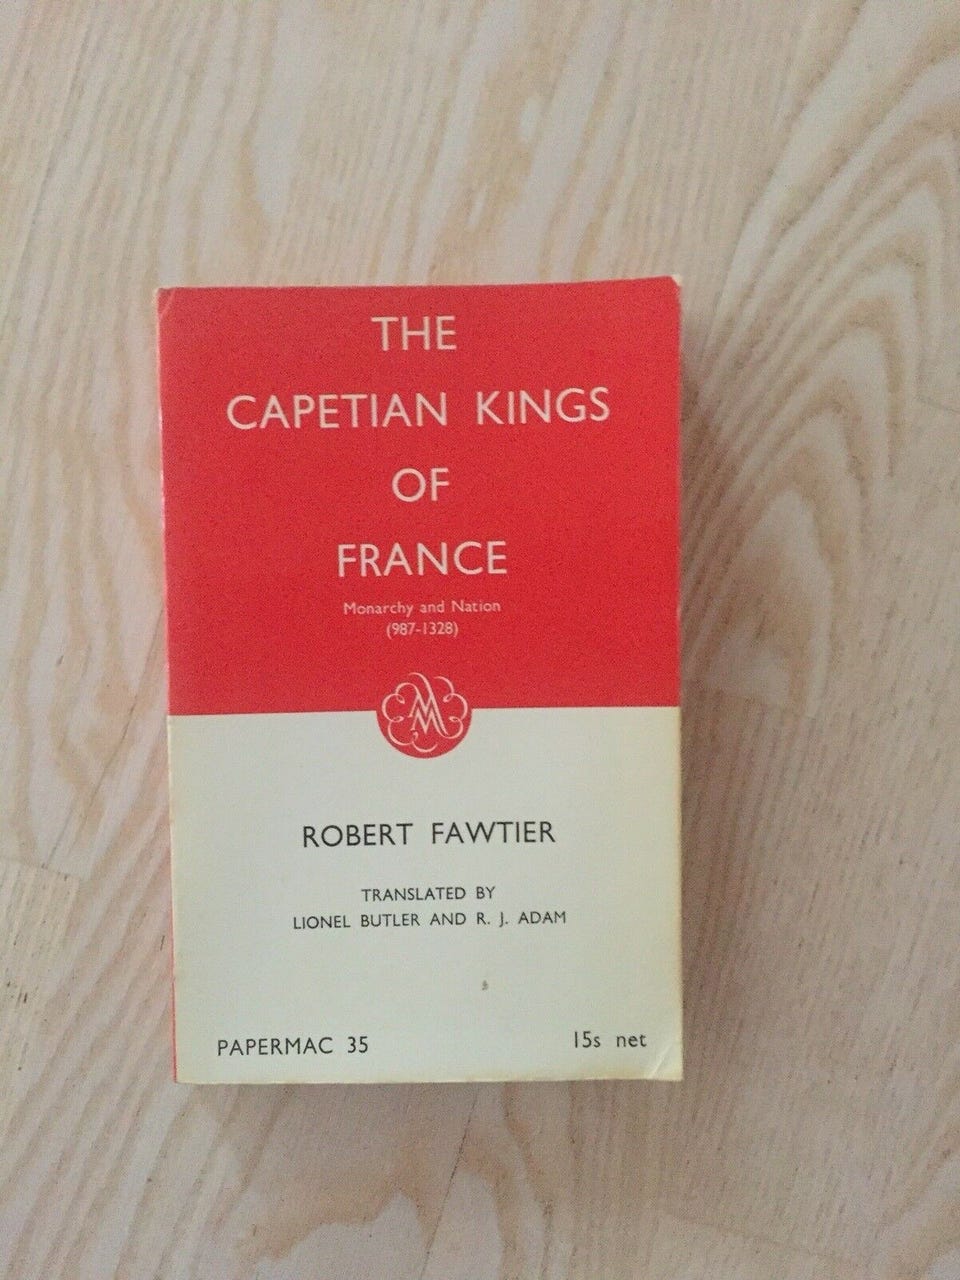 THE
CAPETIAN KINGS
OF
FRANCE
Monarchy and Nation
(987-1328)
M
M
ROBERT FAWTIER
TRANSLATED BY
LIONEL BUTLER AND R. J. ADAM
PAPERMAC 35 15s net